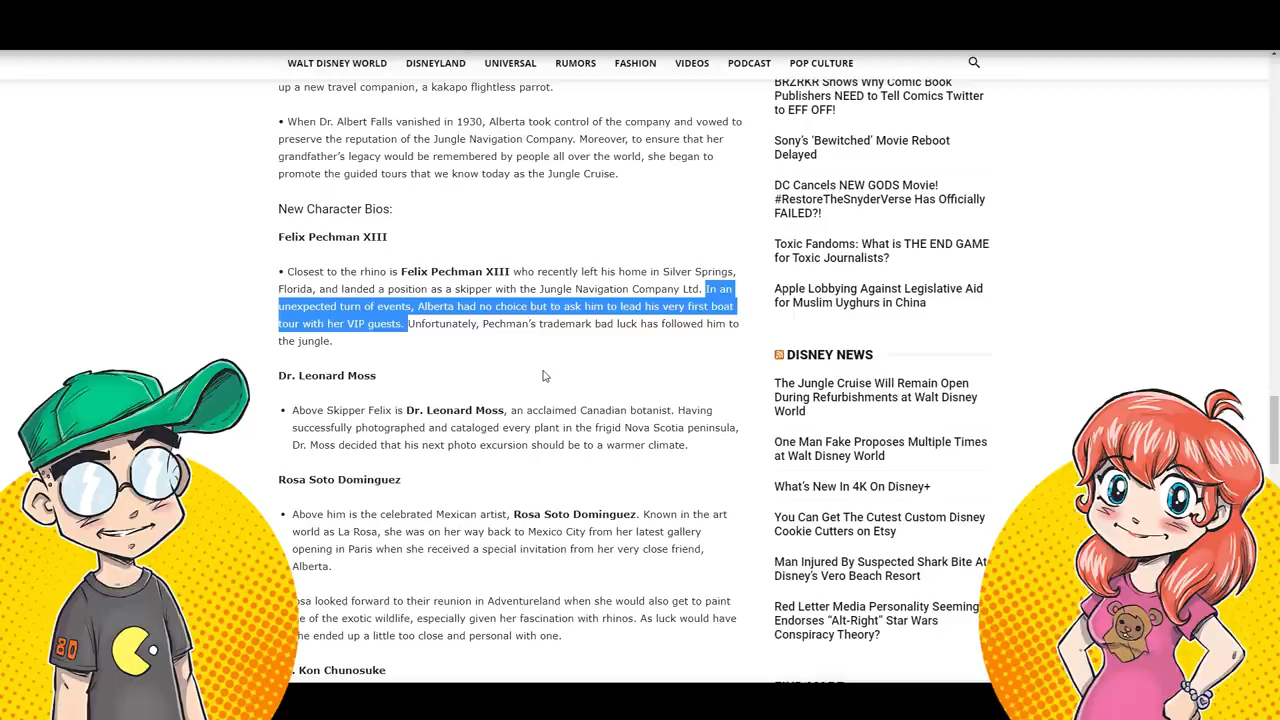 WALT DISNEY WORLD DISNEYLAND UNIVERSAL RUMORS FASHION VIDEOS PODCAST POP CULTURE
up a new travel companion, a kakapo flightless parrot.
• When Dr. Albert Falls vanished in 1930, Alberta took control of the company and vowed to
preserve the reputation of the Jungle Navigation Company. Moreover, to ensure that her
grandfather's legacy would be remembered by people all over the world, she began to
promote the guided tours that we know today as the Jungle Cruise.
New Character Bios:
Felix Pechman XIII
• Closest to the rhino is Felix Pechman XIII who recently left his home in Silver Springs,
Florida, and landed a position as a skipper with the Jungle Navigation Company Ltd. In an
unexpected turn of events, Alberta had no choice but to ask him to lead his very first boat
tour with her VIP guests. Unfortunately, Pechman's trademark bad luck has followed him to
the jungle.
Dr. Leonard Moss
• Above Skipper Felix is Dr. Leonard Moss, an acclaimed Canadian botanist. Having
successfully photographed and cataloged every plant in the frigid Nova Scotia peninsula,
Dr. Moss decided that his next photo excursion should be to a warmer climate.
Rosa Soto Dominguez
• Above him is the celebrated Mexican artist, Rosa Soto Dominguez. Known in the art
world as La Rosa, she was on her way back to Mexico City from her latest gallery
opening in Paris when she received a special invitation from her very close friend,
Alberta.
osa looked forward to their reunion in Adventureland when she would also get to paint
e of the exotic wildlife, especially given her fascination with rhinos. As luck would have
he ended up a little too close and personal with one.
. Kon Chunosuke
BRZRKR Shows Why Comic Book
Publishers NEED to Tell Comics Twitter
to EFF OFF!
Sony's 'Bewitched' Movie Reboot
Delayed
DC Cancels NEW GODS Movie!
#RestoreTheSnyderVerse Has Officially
FAILED?!
Toxic Fandoms: What is THE END GAME
for Toxic Journalists?
Apple Lobbying Against Legislative Aid
for Muslim Uyghurs in China
DISNEY NEWS
The Jungle Cruise Will Remain Open
During Refurbishments at Walt Disney
World
One Man Fake Proposes Multiple Times
at Walt Disney World
What's New In 4K On Disney+
You Can Get The Cutest Custom Disney
Cookie Cutters on Etsy
Man Injured By Suspected Shark Bite At
Disney's Vero Beach Resort
Red Letter Media Personality Seeming
Endorses "Alt-Right" Star Wars
Conspiracy Theory?
80